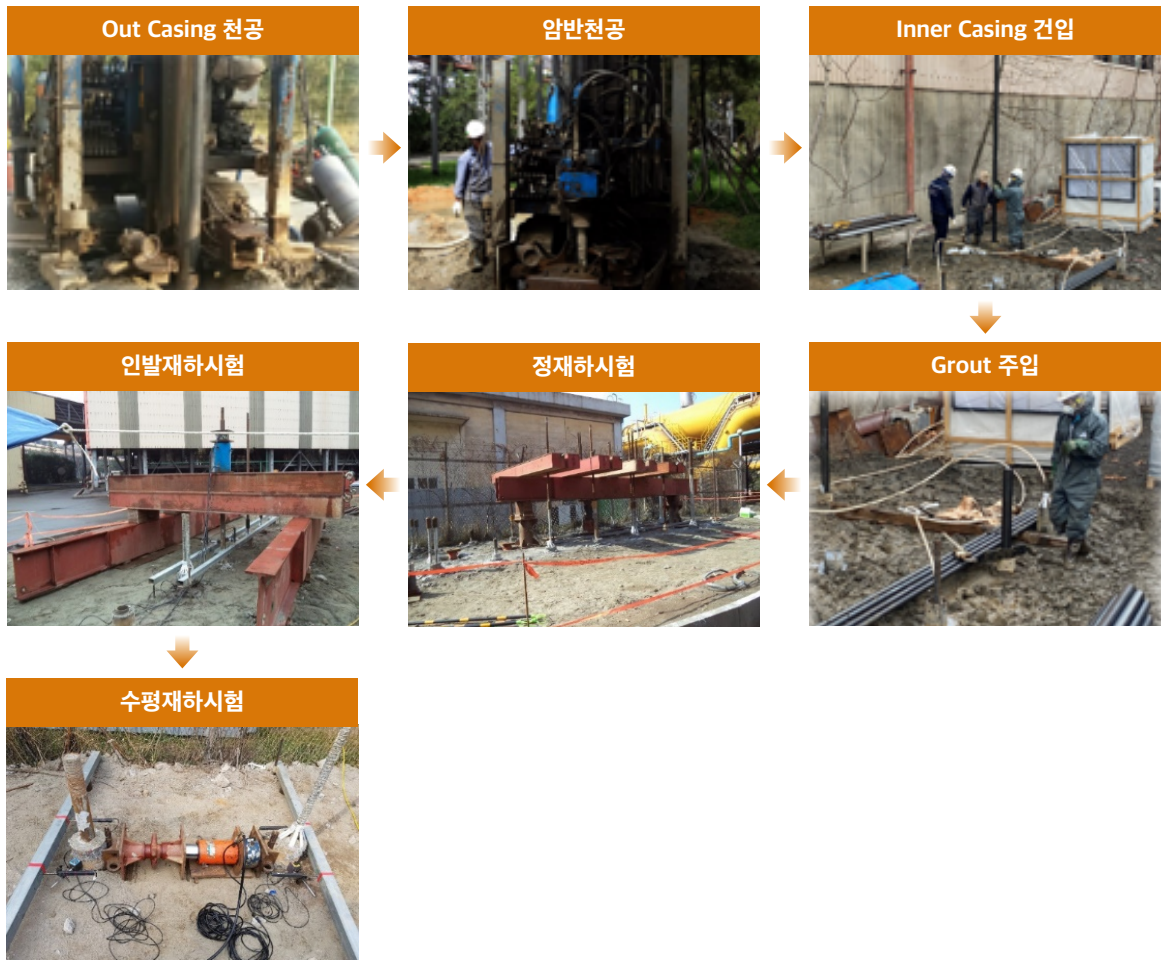 Out Casing 천공
암반천공
Inner Casing 건입
Grout 주입
정재하시험
인발재하시험
수평재하시험